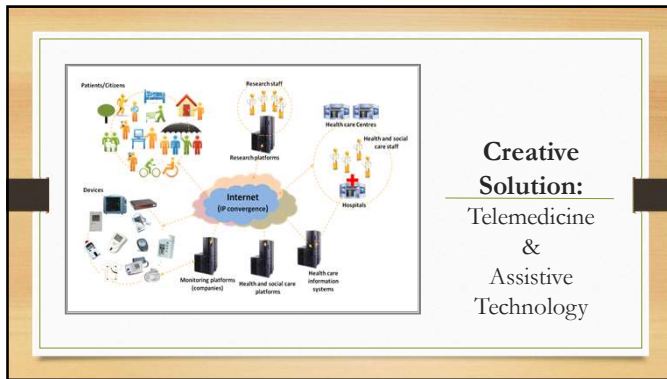 Patients/Citizens
Research staff
Research platforms
Health care Centres
Health and social
care staff
Hospitals
Devices
Internet
(IP convergence)
Monitoring platforms
(companies)
Health and social care
platforms
Health care
information
systems
Creative
Solution:
Telemedicine
&
Assistive
Technology